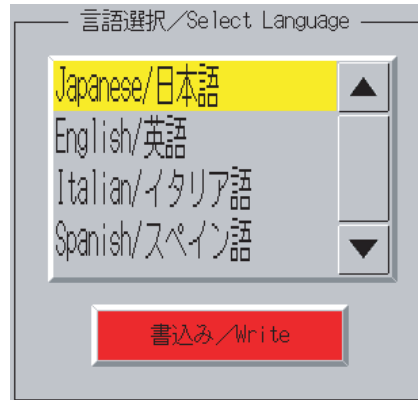 言語選択／Select Language
Japanese/日本語
English/英語
Italian/イタリア語
Spanish/スペイン語
書込み／Write